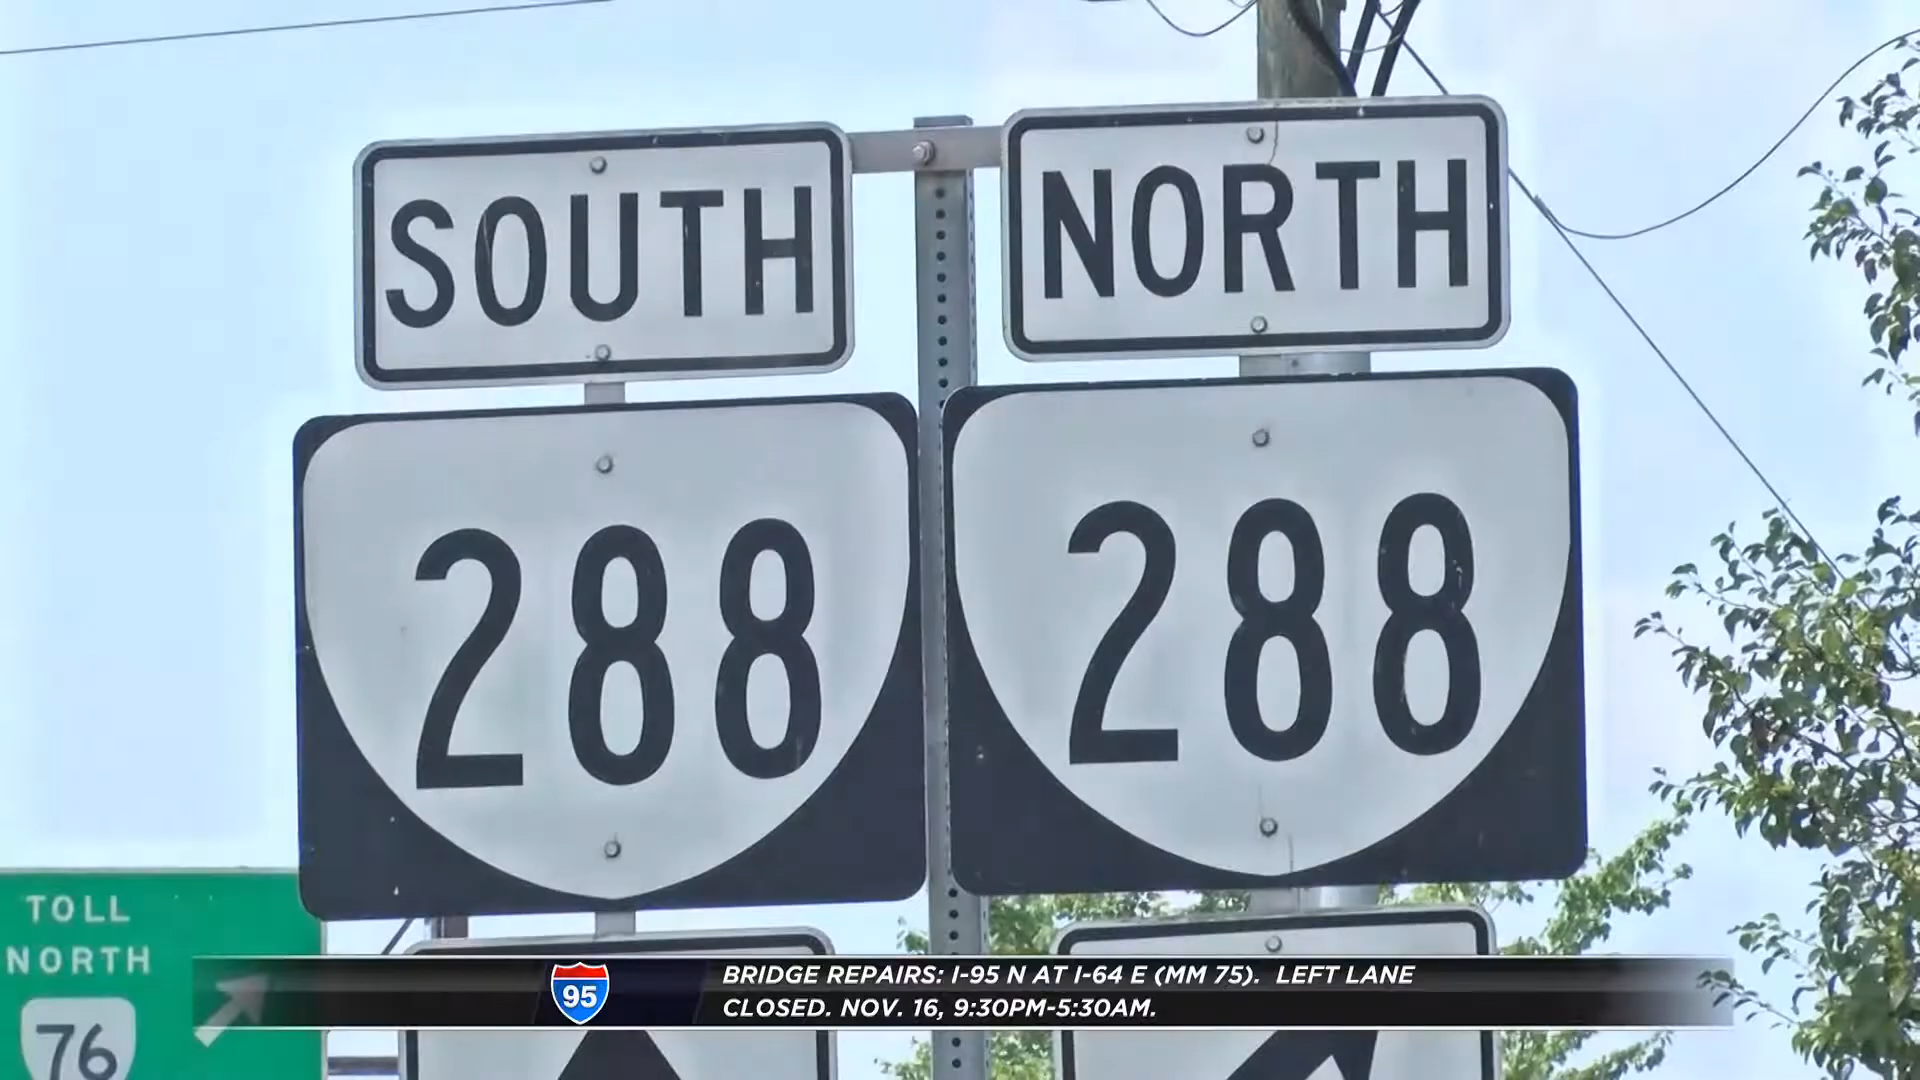 SOUTH
NORTH
288
288
TOLL
NORTH
76
95
BRIDGE REPAIRS: I-95 N AT I-64 E (MM 75). LEFT LANE
CLOSED. NOV. 16, 9:30PM-5:30AM.